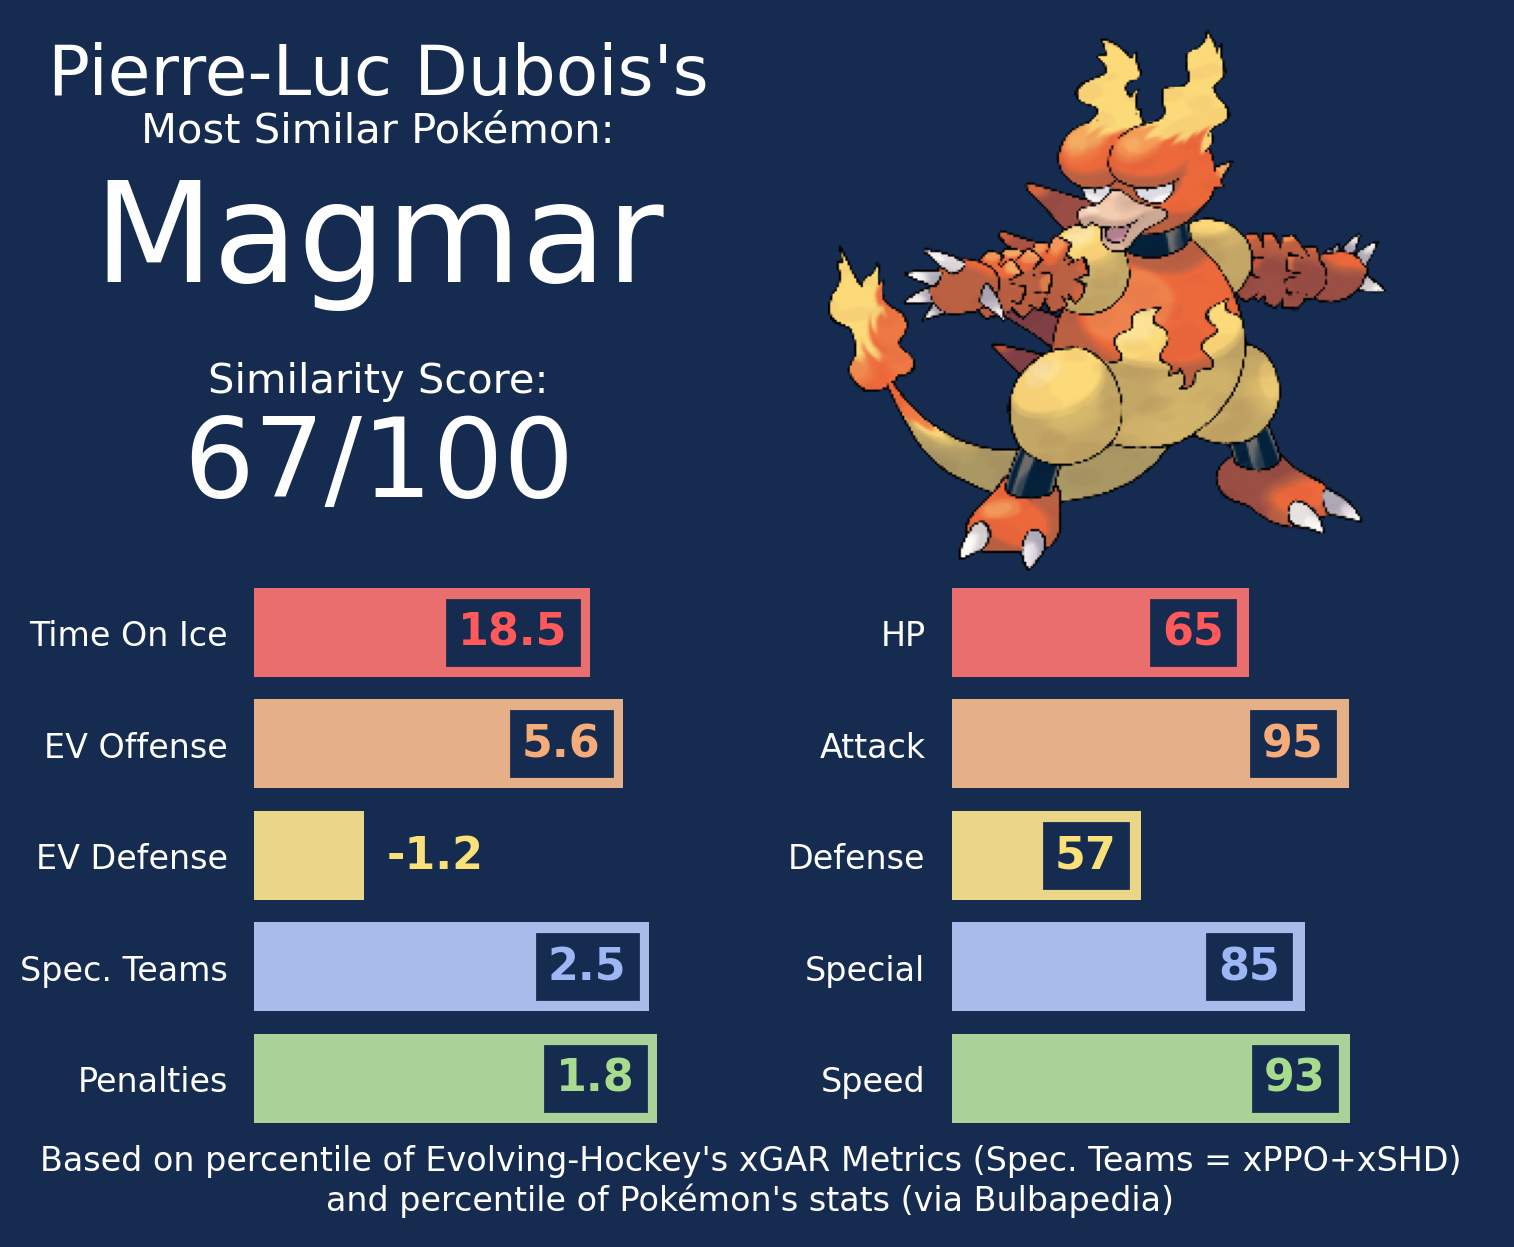 Pierre-Luc Dubois's
Most Similar Pokémon:
Magmar
Similarity Score:
67/100
Time On Ice 18.5
EV Offense 5.6
EV Defense -1.2
Spec. Teams 2.5
Penalties 1.8
HP 65
Attack 95
Defense 57
Special 85
Speed 93
Based on percentile of Evolving-Hockey's xGAR Metrics (Spec. Teams = xPPO+xSHD)
and percentile of Pokémon's stats (via Bulbapedia)